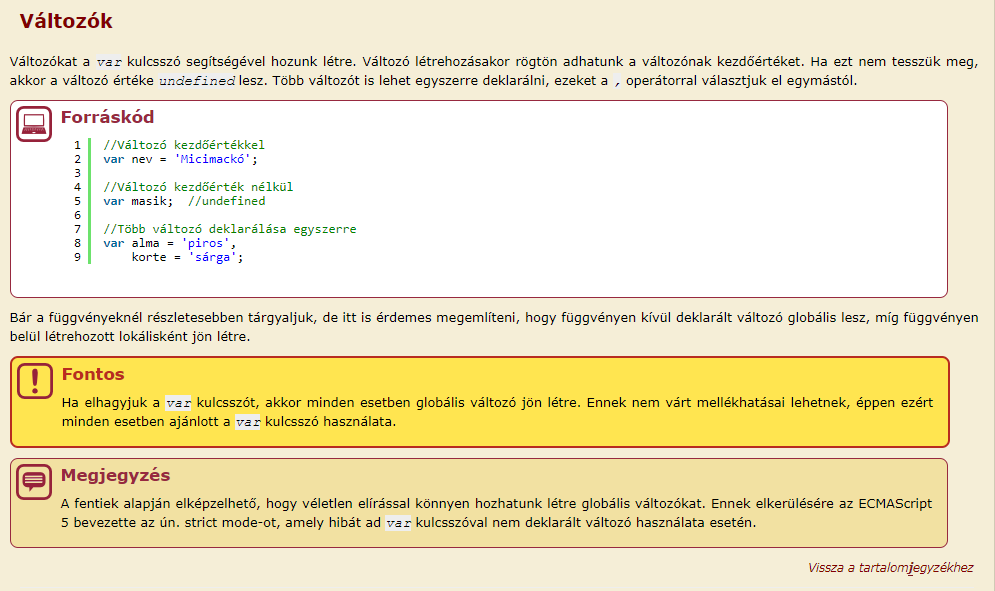 Változók
Változókat a var kulcsszó segítségével hozunk létre. Változó létrehozásakor rögtön adhatunk a változónak kezdőértéket. Ha ezt nem tesszük meg,
akkor a változó értéke undefined lesz. Több változót is lehet egyszerre deklarálni, ezeket a , operátorral választjuk el egymástól.
Forráskód
1 //Változó kezdőértékkel
2 var nev = 'Micimackó';
3
4 //Változó kezdőérték nélkül
5 var masik;  //undefined
6
7 //Több változó deklarálása egyszerre
8 var alma = 'piros',
9     korte = 'sárga';
Bár a függvényeknél részletesebben tárgyaljuk, de itt is érdemes megemlíteni, hogy függvényen kívül deklarált változó globális lesz, míg függvényen
belül létrehozott lokálisként jön létre.
Fontos
Ha elhagyjuk a var kulcsszót, akkor minden esetben globális változó jön létre. Ennek nem várt mellékhatásai lehetnek, éppen ezért
minden esetben ajánlott a var kulcsszó használata.
Megjegyzés
A fentiek alapján elképzelhető, hogy véletlen elírással könnyen hozhatunk létre globális változókat. Ennek elkerülésére az ECMAScript
5 bevezette az ún. strict mode-ot, amely hibát ad var kulcsszóval nem deklarált változó használata esetén.
Vissza a tartalomjegyzékhez